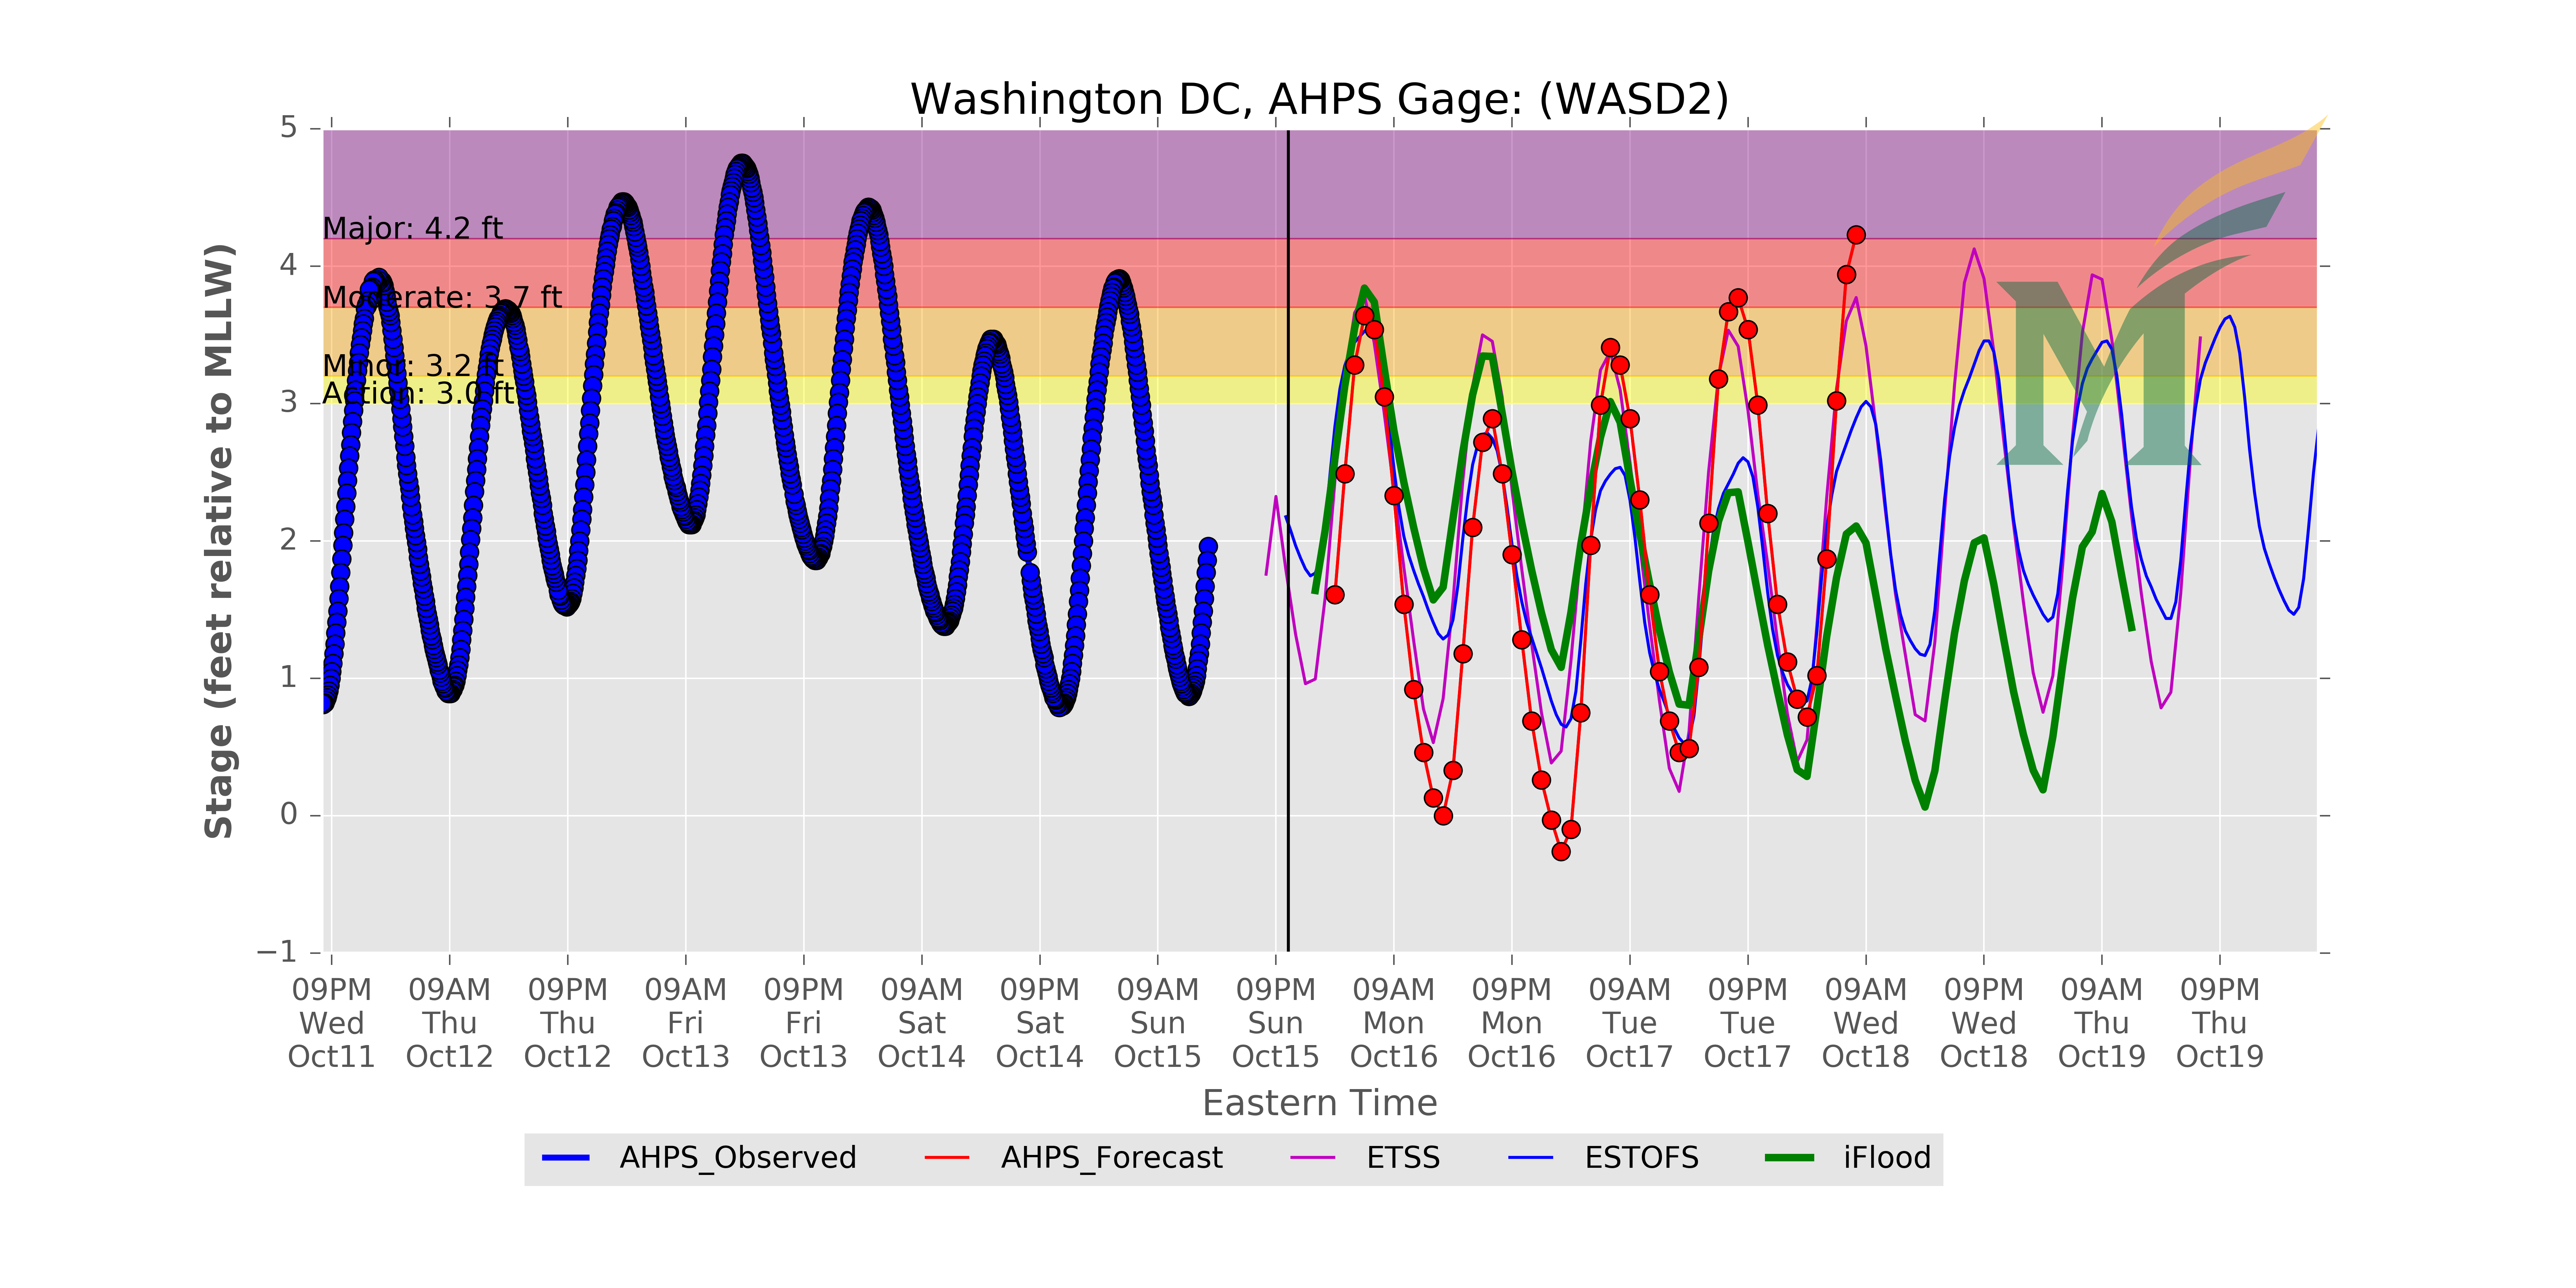 Washington DC, AHPS Gage: (WASD2)
Stage (feet relative to MLLW)
5
4
3
2
1
0
−1
Major: 4.2 ft
Moderate: 3.7 ft
Minor: 3.2 ft
Action: 3.0 ft
09PM 09AM 09PM 09AM 09PM 09AM 09PM 09AM 09PM 09AM 09PM 09AM 09PM 09AM 09PM 09AM 09PM
Wed Thu Thu Fri Fri Sat Sat Sun Sun Mon Mon Tue Tue Wed Wed Thu Thu
Oct11 Oct12 Oct12 Oct13 Oct13 Oct14 Oct14 Oct15 Oct15 Oct16 Oct16 Oct17 Oct17 Oct18 Oct18 Oct19 Oct19
Eastern Time
AHPS_Observed AHPS_Forecast ETSS ESTOFS iFlood
M